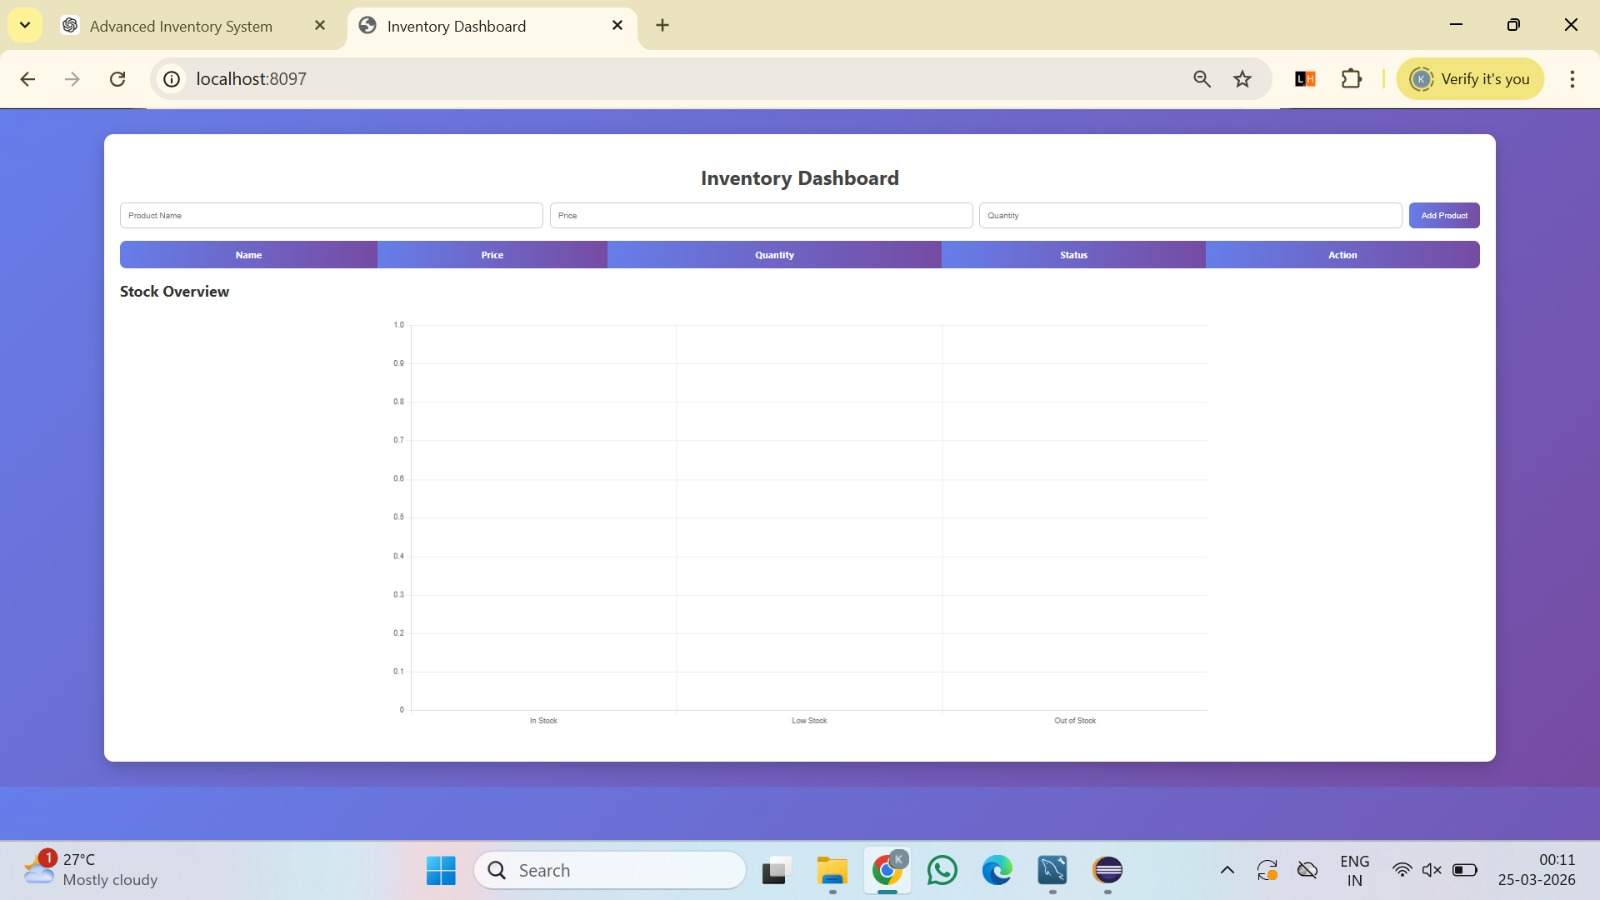 Advanced Inventory System
Inventory Dashboard
localhost:8097
K
Verify it's you
LH
Inventory Dashboard
Product Name
Price
Quantity
Add Product
Name
Price
Quantity
Status
Action
Stock Overview
1.0
0.9
0.8
0.7
0.6
0.5
0.4
0.3
0.2
0.1
0
In Stock
Low Stock
Out of Stock
1
27°C
Mostly cloudy
Search
K
ENG
IN
00:11
25-03-2026